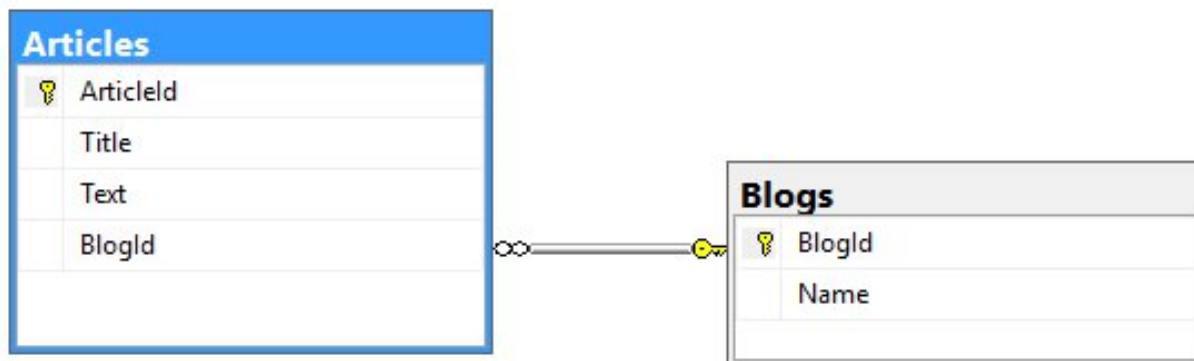 Articles
ArticleId
Title
Text
BlogId
Blogs
BlogId
Name